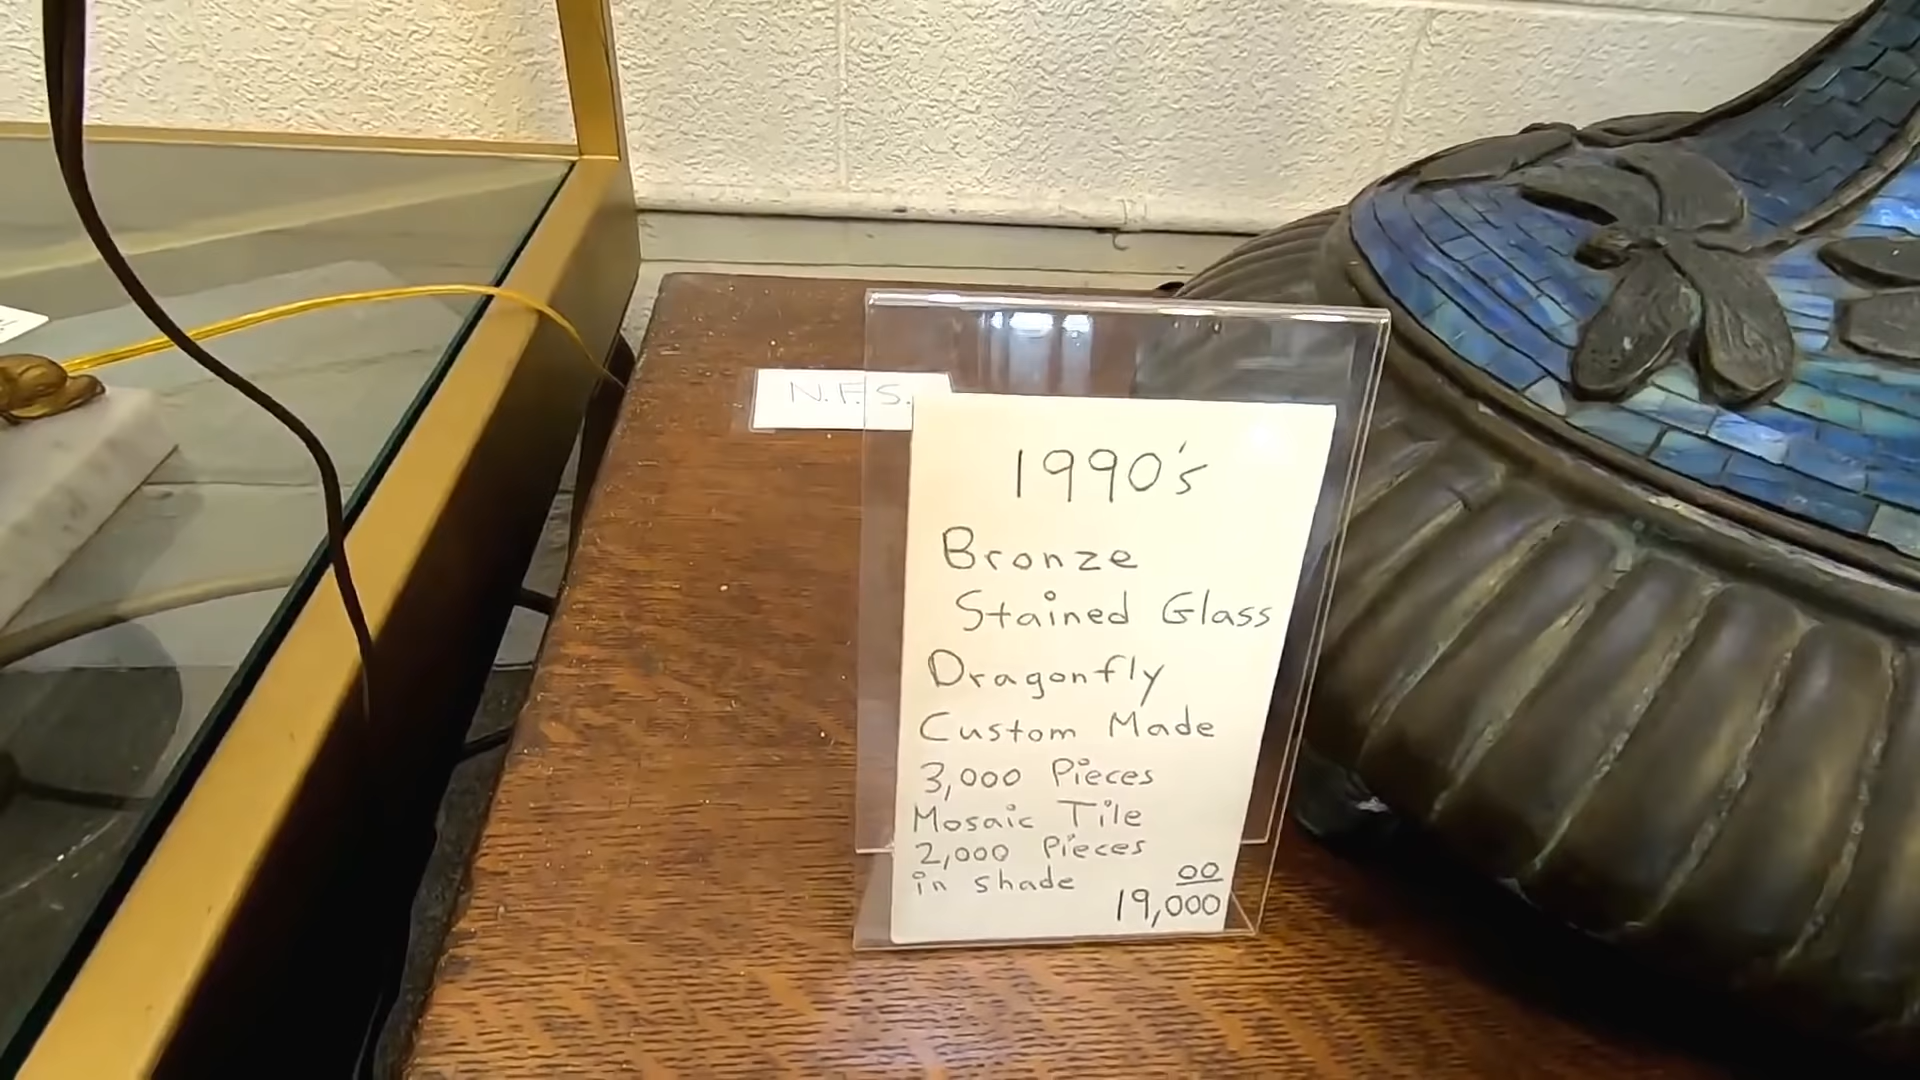 N.F.S.
1990's
Bronze
Stained Glass
Dragonfly
Custom Made
3,000 Pieces
Mosaic Tile
2,000 Pieces
in shade
19,000 00